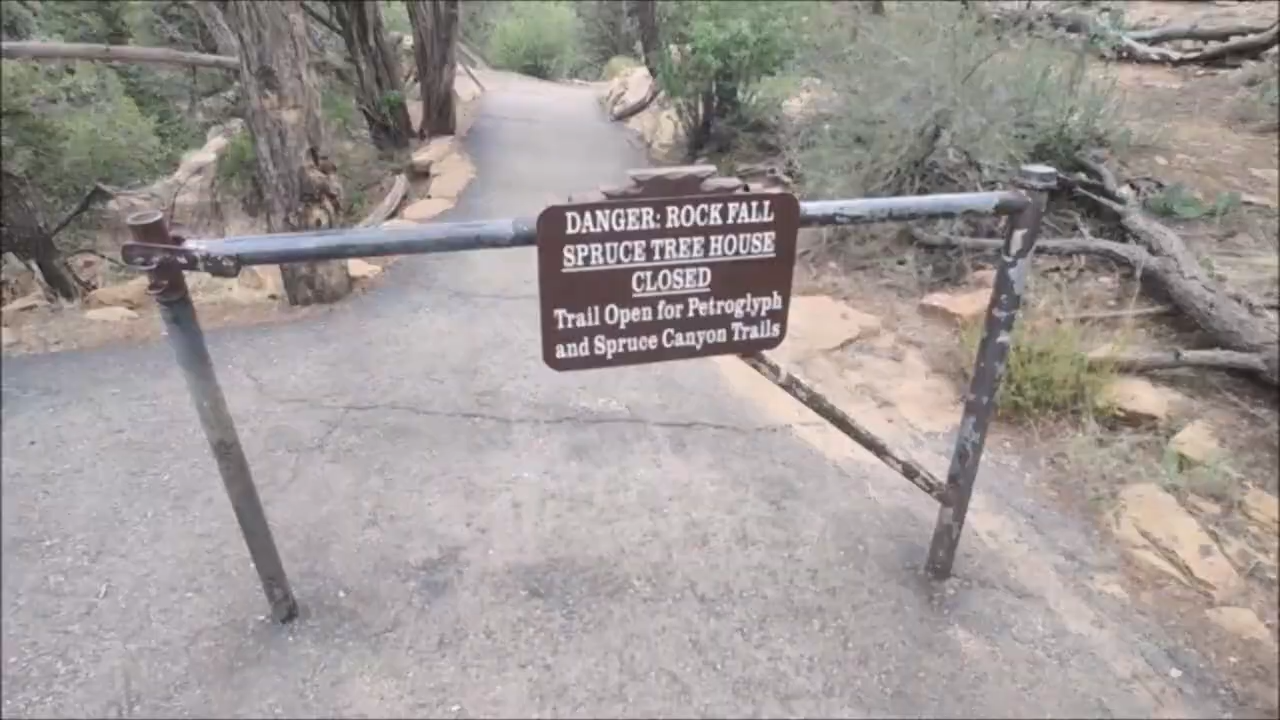 DANGER: ROCK FALL
SPRUCE TREE HOUSE
CLOSED
Trail Open for Petroglyph
and Spruce Canyon Trails